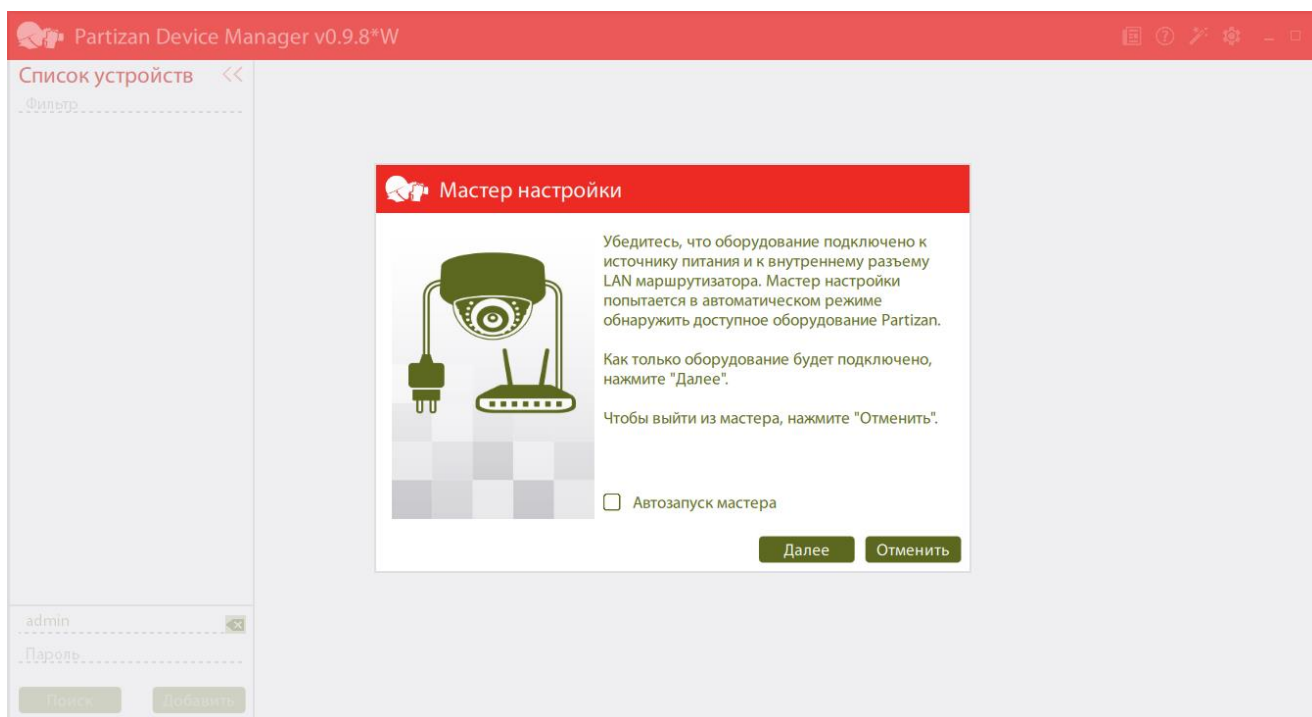 Partizan Device Manager v0.9.8*W
Список устройств <<
Фильтр
Мастер настройки
Убедитесь, что оборудование подключено к
источнику питания и к внутреннему разъему
LAN маршрутизатора. Мастер настройки
попытается в автоматическом режиме
обнаружить доступное оборудование Partizan.
Как только оборудование будет подключено,
нажмите "Далее".
Чтобы выйти из мастера, нажмите "Отменить".
Автозапуск мастера
Далее Отменить
admin
Пароль
Поиск Добавить